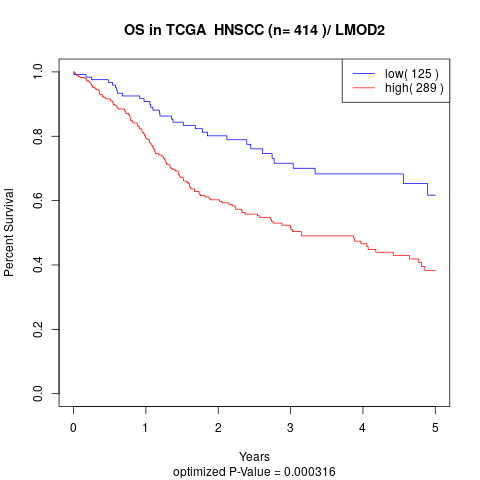 OS in TCGA  HNSCC (n= 414 )/ LMOD2
low( 125 )
high( 289 )
Percent Survival
1.0
0.8
0.6
0.4
0.2
0.0
0 1 2 3 4 5
Years
optimized P-Value = 0.000316